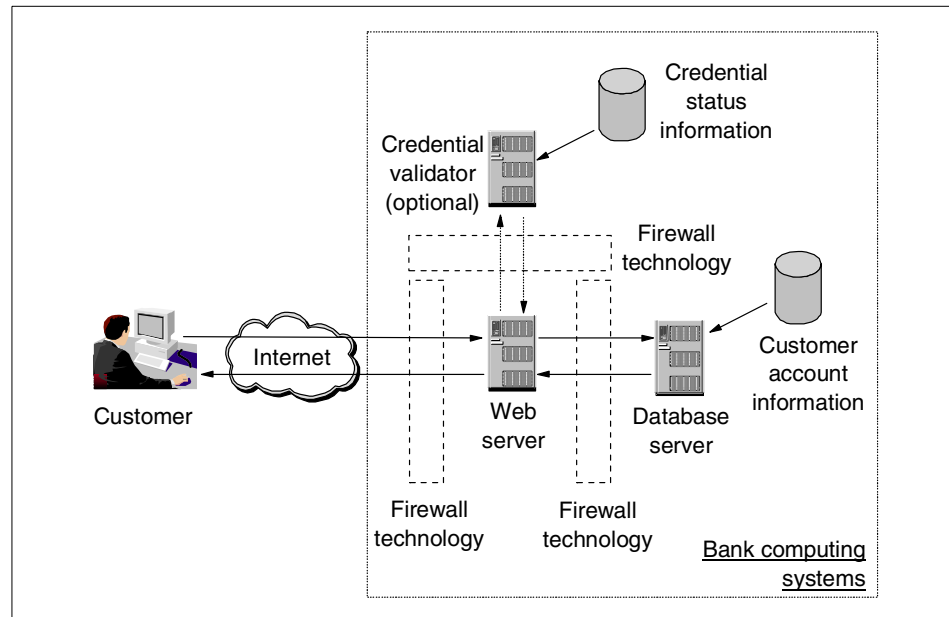 Credential
status
information
Credential
validator
(optional)
Firewall
technology
Internet
Customer
Web
server
Database
server
Customer
account
information
Firewall
technology
Firewall
technology
Bank computing
systems